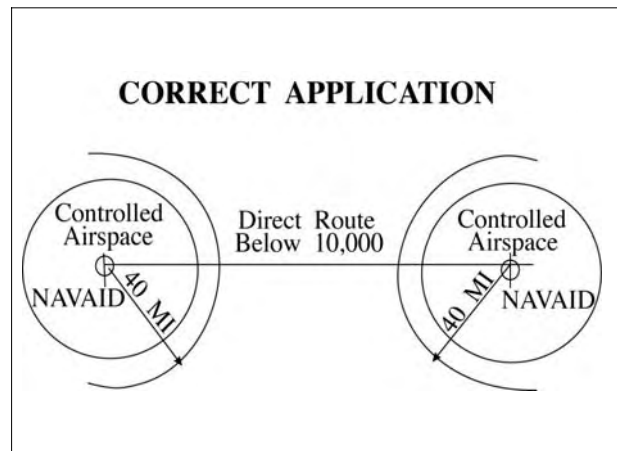 CORRECT APPLICATION
Controlled
Airspace
NAVAID
40 MI
Direct Route
Below 10,000
Controlled
Airspace
NAVAID
40 MI